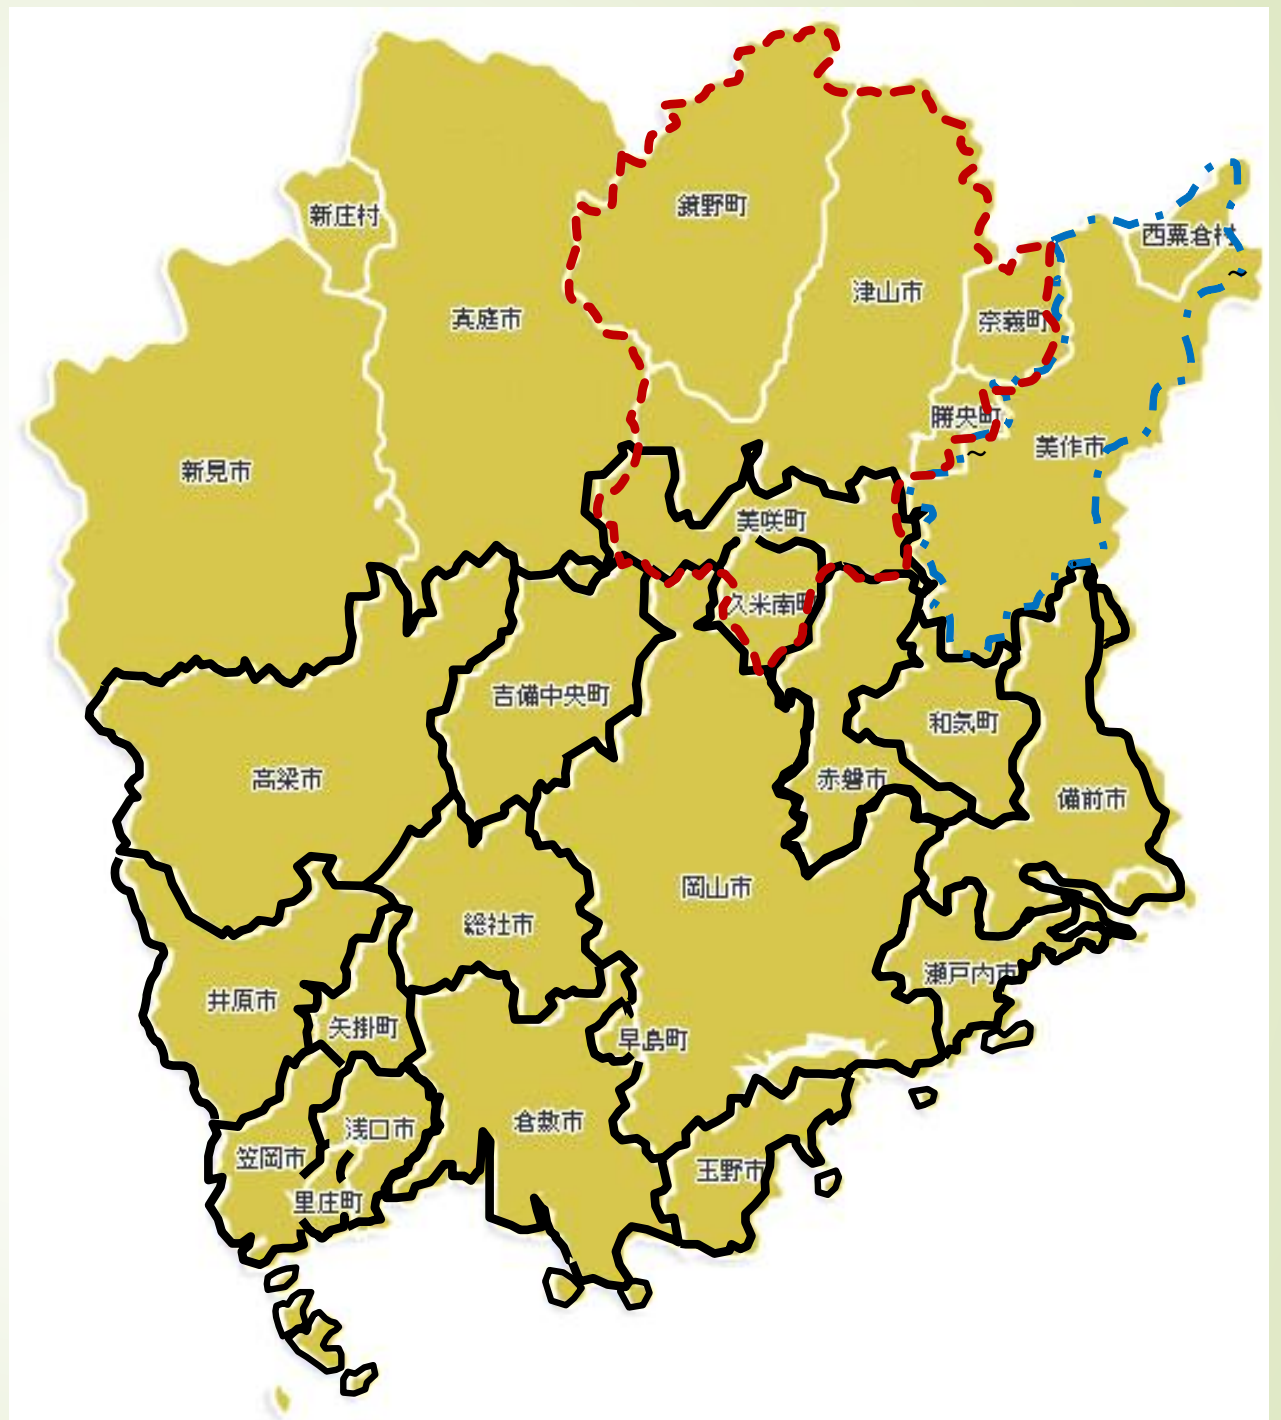 鏡野町
新庄村
西粟倉村
津山市
真庭市
奈義町
勝央町
美作市
新見市
美咲町
久米南町
吉備中央町
和気町
高梁市
赤磐市
備前市
岡山市
総社市
瀬戸内市
井原市
矢掛町
早島町
倉敷市
浅口市
笠岡市
玉野市
里庄町